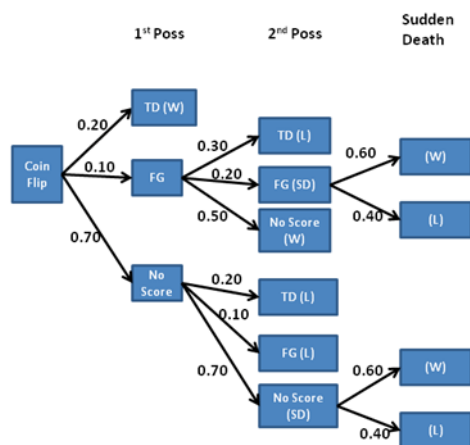 1st Poss
2nd Poss
Sudden
Death
Coin
Flip
0.20
0.10
0.70
TD (W)
FG
No
Score
0.30
0.20
0.50
TD (L)
FG (SD)
No Score
(W)
0.60
0.40
(W)
(L)
0.20
0.10
0.70
TD (L)
FG (L)
No Score
(SD)
0.60
0.40
(W)
(L)